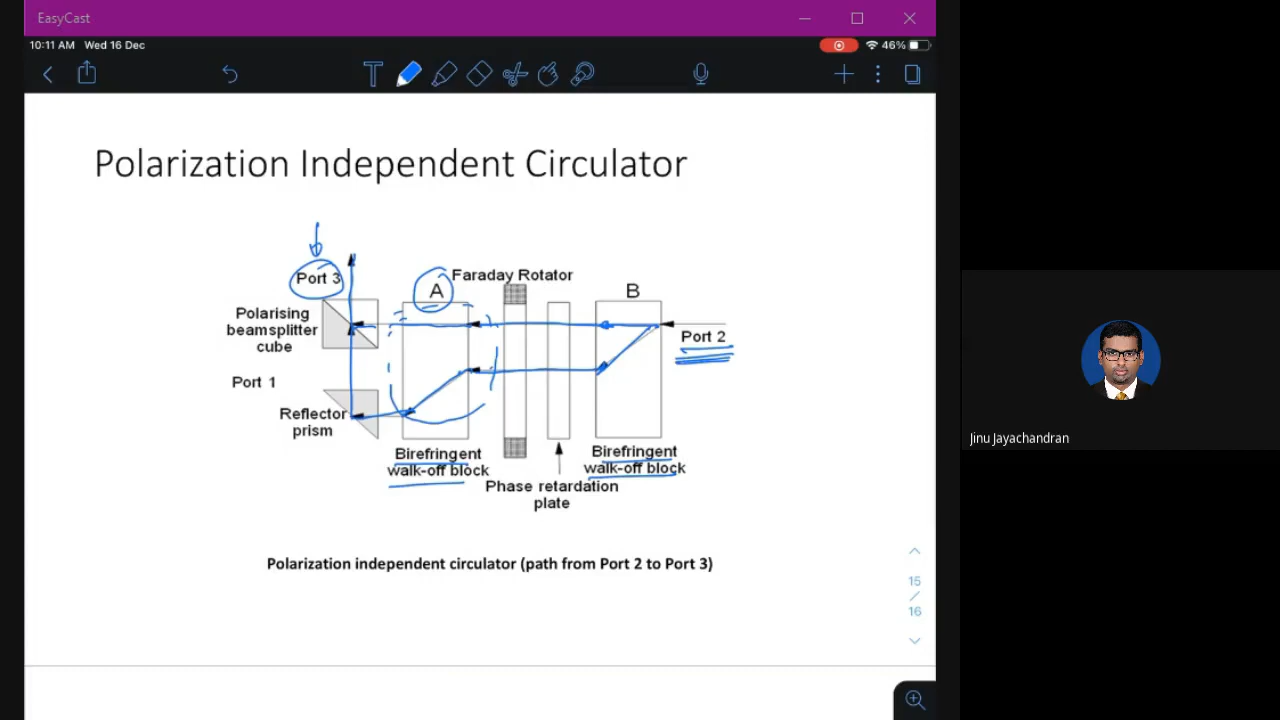 EasyCast
10:11 AM Wed 16 Dec
46%
T
Polarization Independent Circulator
Port 3
A
Faraday Rotator
B
Polarising
beamsplitter
cube
Port 2
Port 1
Reflector
prism
Birefringent
walk-off block
Birefringent
walk-off block
Phase retardation
plate
Polarization independent circulator (path from Port 2 to Port 3)
15
/
16
Jinu Jayachandran